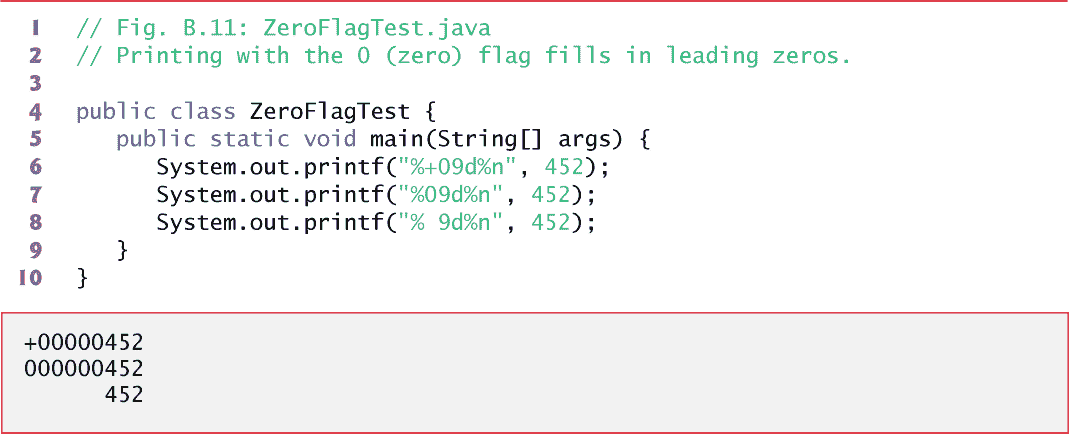 1 // Fig. B.11: ZeroFlagTest.java
2 // Printing with the 0 (zero) flag fills in leading zeros.
3
4 public class ZeroFlagTest {
5    public static void main(String[] args) {
6       System.out.printf("%+09d%n", 452);
7       System.out.printf("%09d%n", 452);
8       System.out.printf("% 9d%n", 452);
9    }
10 }
+00000452
000000452
      452